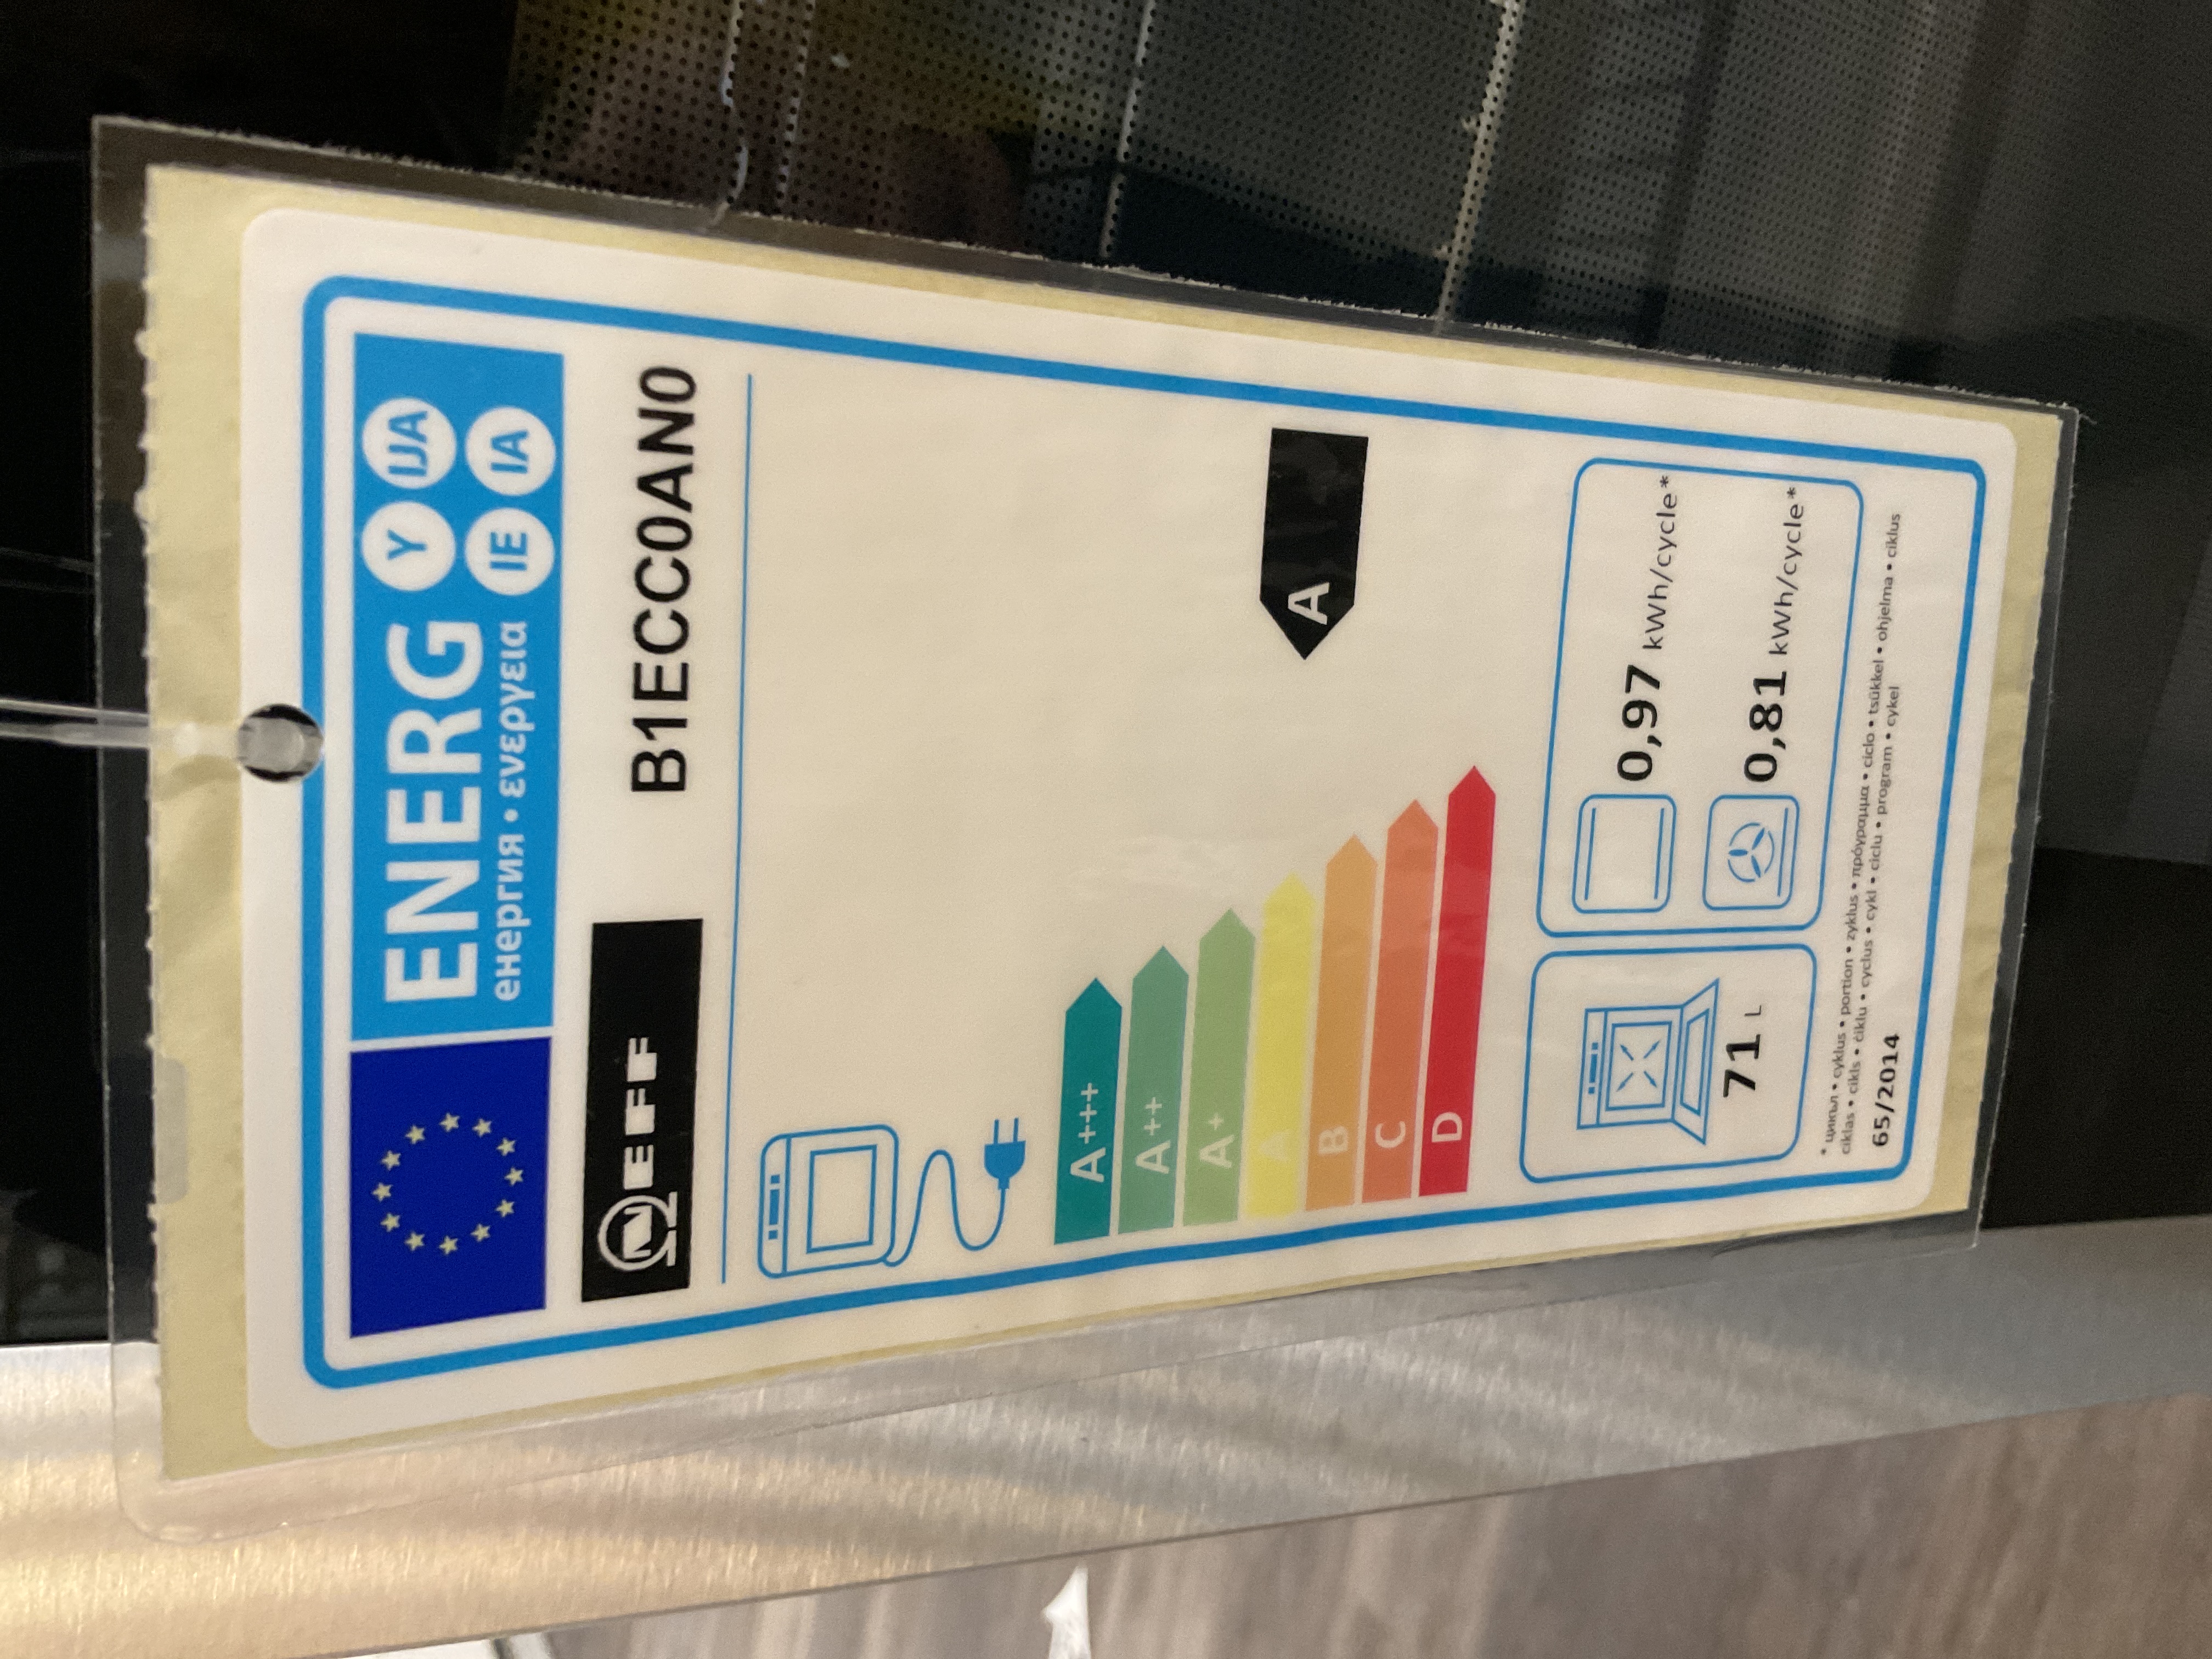 ENERG Y IJA
енергия • ενεργεια IE IA
NEFF B1ECC0AN0
A+++
A++
A+
A
A
B
C
D
71 L
0,97 kWh/cycle*
0,81 kWh/cycle*
* цикъл • cyklus • portion • zyklus • πρόγραμμα • ciclo • tsükkel • ohjelma • ciklus
ciklas • cikls • ċiklu • cyclus • cykl • ciclu • program • cykel
65/2014